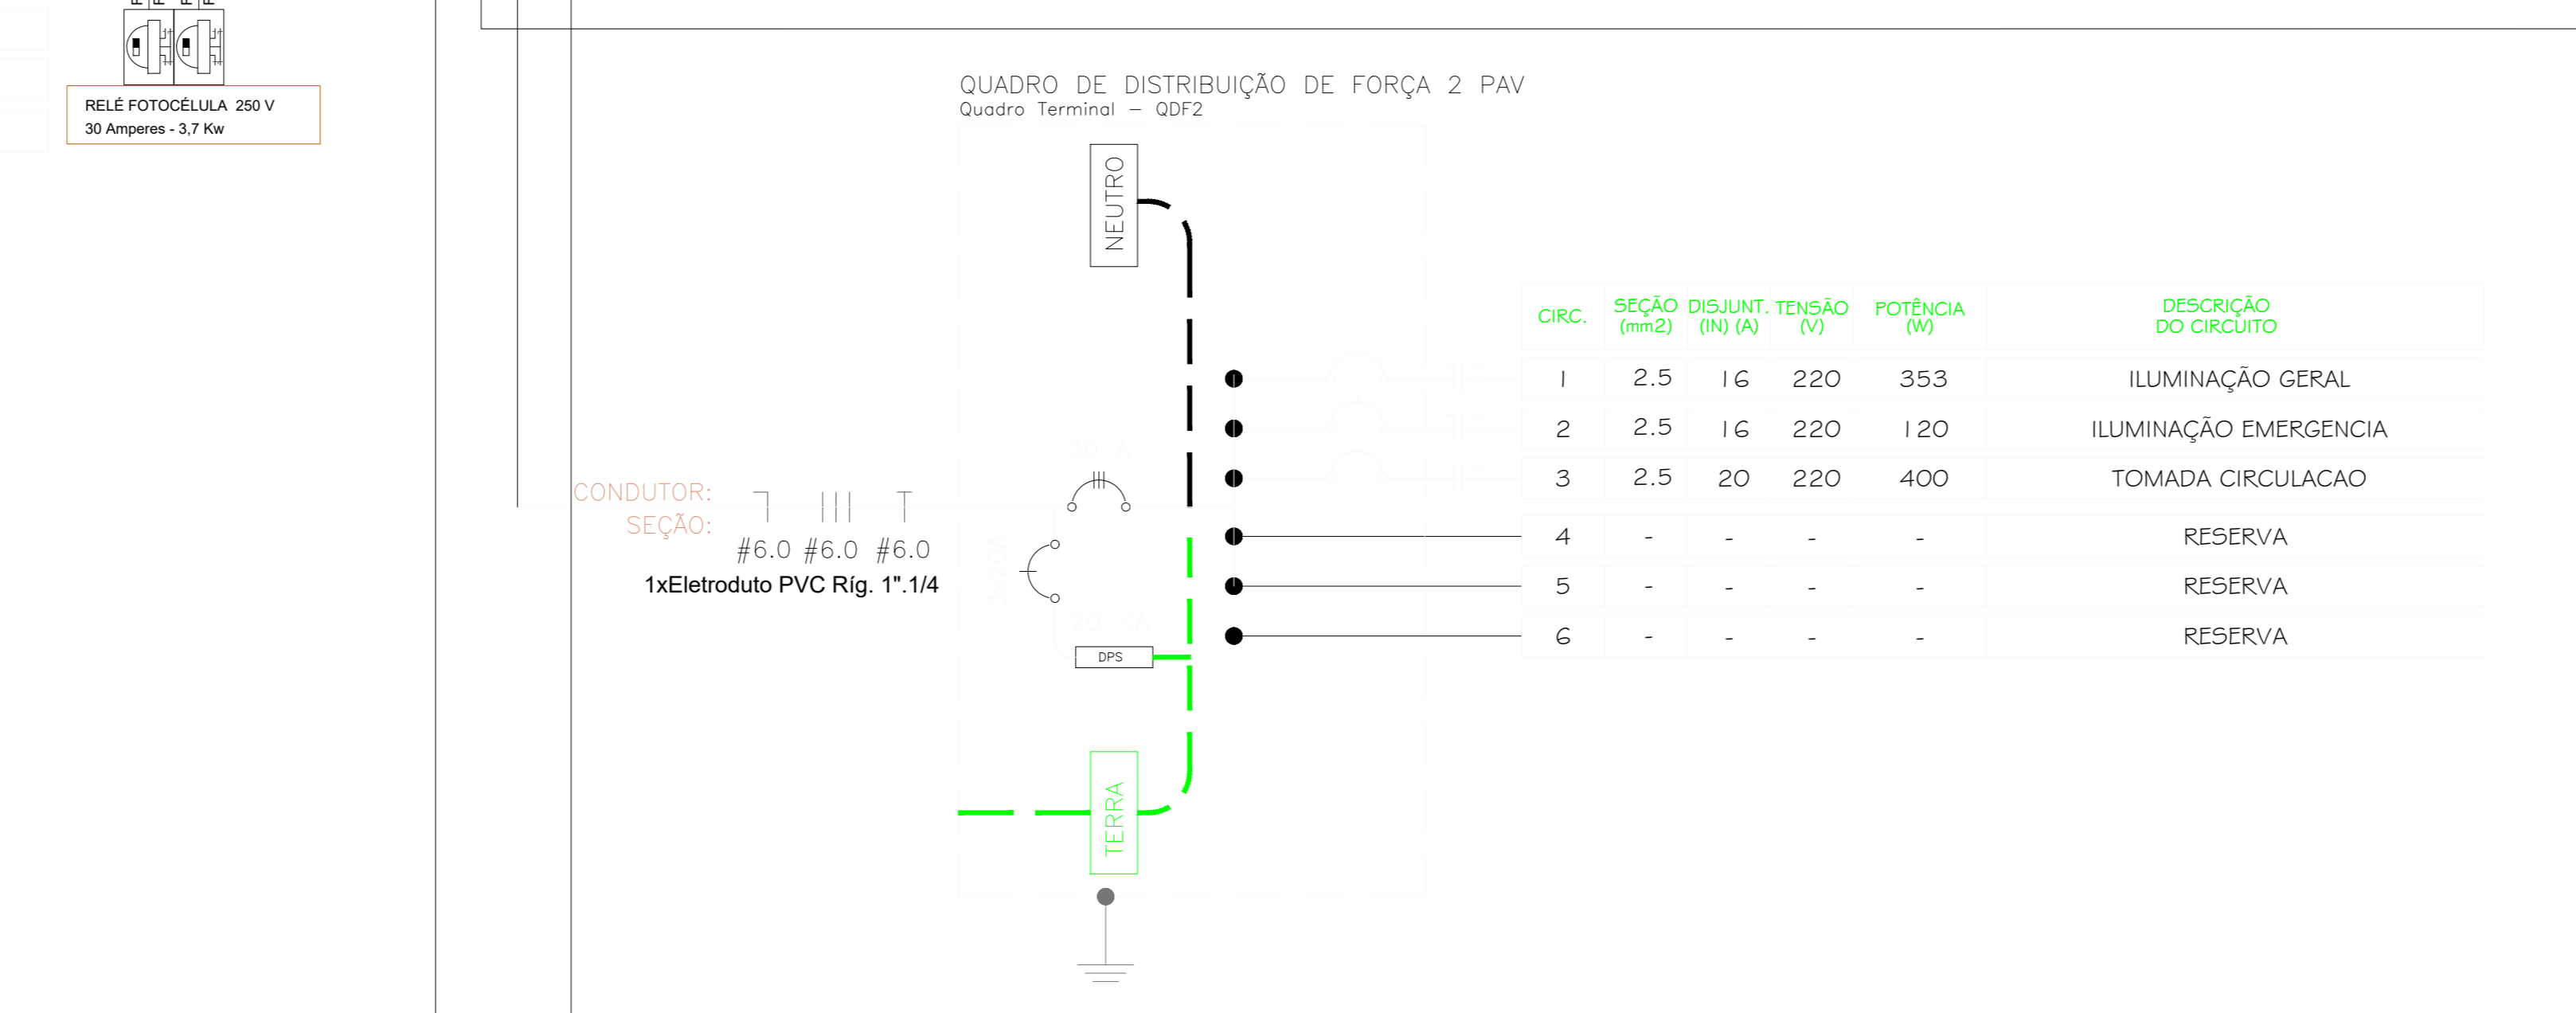 RELÉ FOTOCÉLULA 250 V
30 Amperes - 3,7 Kw
QUADRO DE DISTRIBUIÇÃO DE FORÇA 2 PAV
Quadro Terminal - QDF2
NEUTRO
CIRC. SEÇÃO (mm2) DISJUNT. (IN) (A) TENSÃO (V) POTÊNCIA (W) DESCRIÇÃO DO CIRCUITO
1 2.5 16 220 353 ILUMINAÇÃO GERAL
2 2.5 16 220 120 ILUMINAÇÃO EMERGENCIA
3 2.5 20 220 400 TOMADA CIRCULACAO
4 - - - - RESERVA
5 - - - - RESERVA
6 - - - - RESERVA
CONDUTOR:
SEÇÃO:
#6.0 #6.0 #6.0
1xEletroduto PVC Ríg. 1".1/4
DPS
TERRA